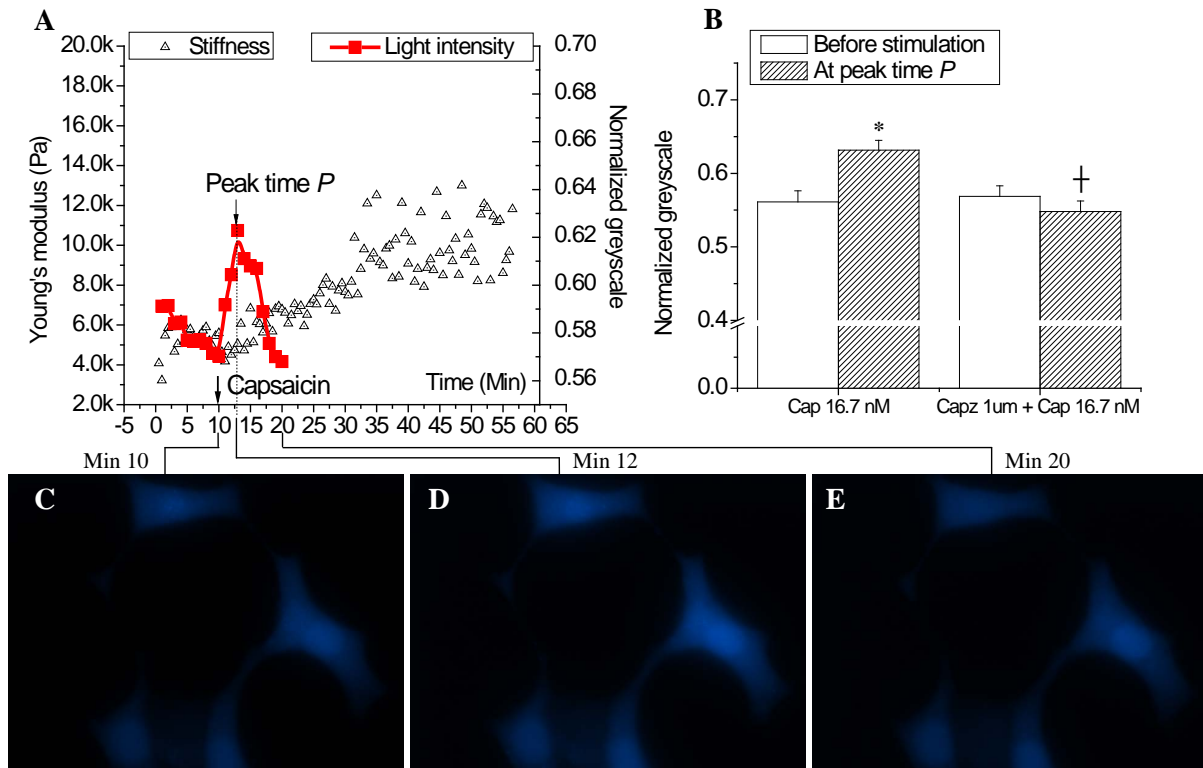 A
Stiffness
Light intensity
20.0k
18.0k
16.0k
14.0k
12.0k
10.0k
8.0k
6.0k
4.0k
2.0k
Young's modulus (Pa)
0.70
0.68
0.66
0.64
0.62
0.60
0.58
0.56
Normalized greyscale
Peak time P
Capsaicin
Time (Min)
-5 0 5 10 15 20 25 30 35 40 45 50 55 60 65
B
Before stimulation
At peak time P
0.7
0.6
0.5
0.4
0.0
Normalized greyscale
*
┼
Cap 16.7 nM
Capz 1um + Cap 16.7 nM
Min 10
Min 12
Min 20
C
D
E